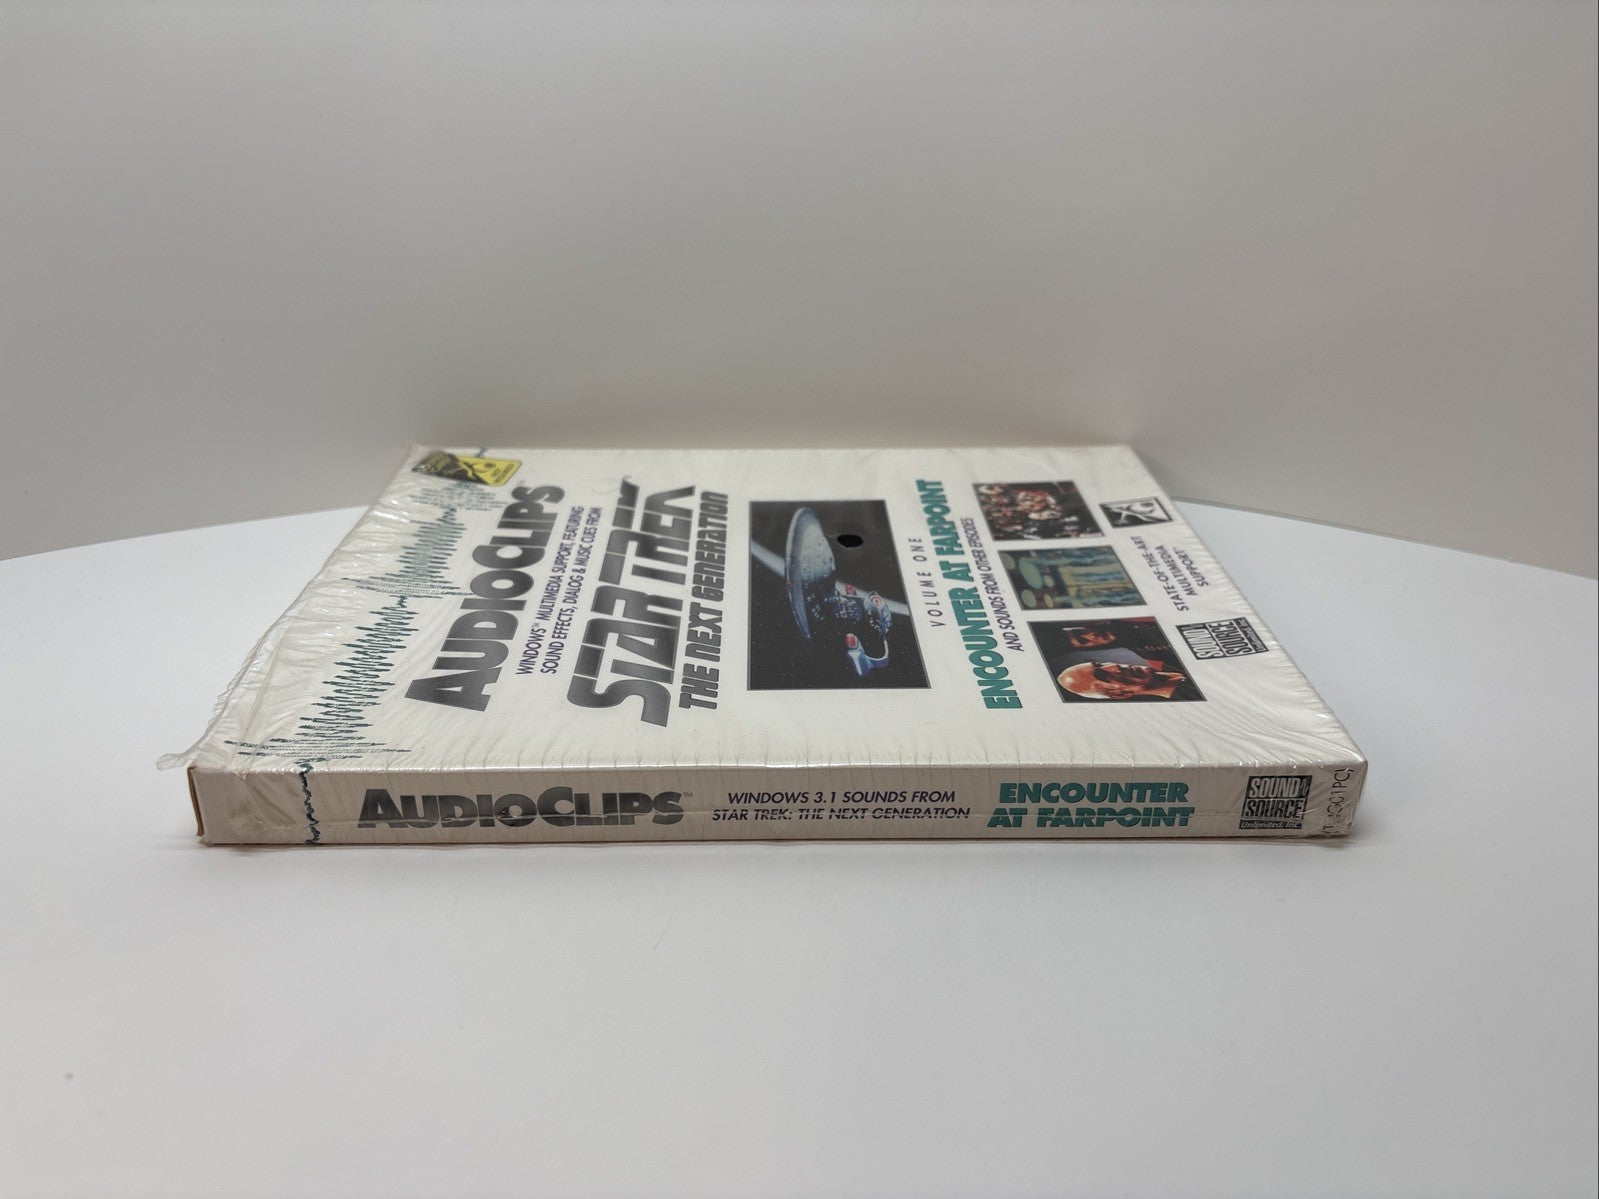 AUDIOCLIPS™
WINDOWS™ MULTIMEDIA SUPPORT, FEATURING
SOUND EFFECTS, DIALOG & MUSIC CUES FROM
STAR TREK
THE NEXT GENERATION
VOLUME ONE
ENCOUNTER AT FARPOINT
AND SOUNDS FROM OTHER EPISODES
STATE-OF-THE-ART
MULTIMEDIA
SUPPORT
SOUND
SOURCE
AUDIOCLIPS™
WINDOWS 3.1 SOUNDS FROM
STAR TREK: THE NEXT GENERATION
ENCOUNTER
AT FARPOINT
SOUND
SOURCE
Unlimited, Inc.